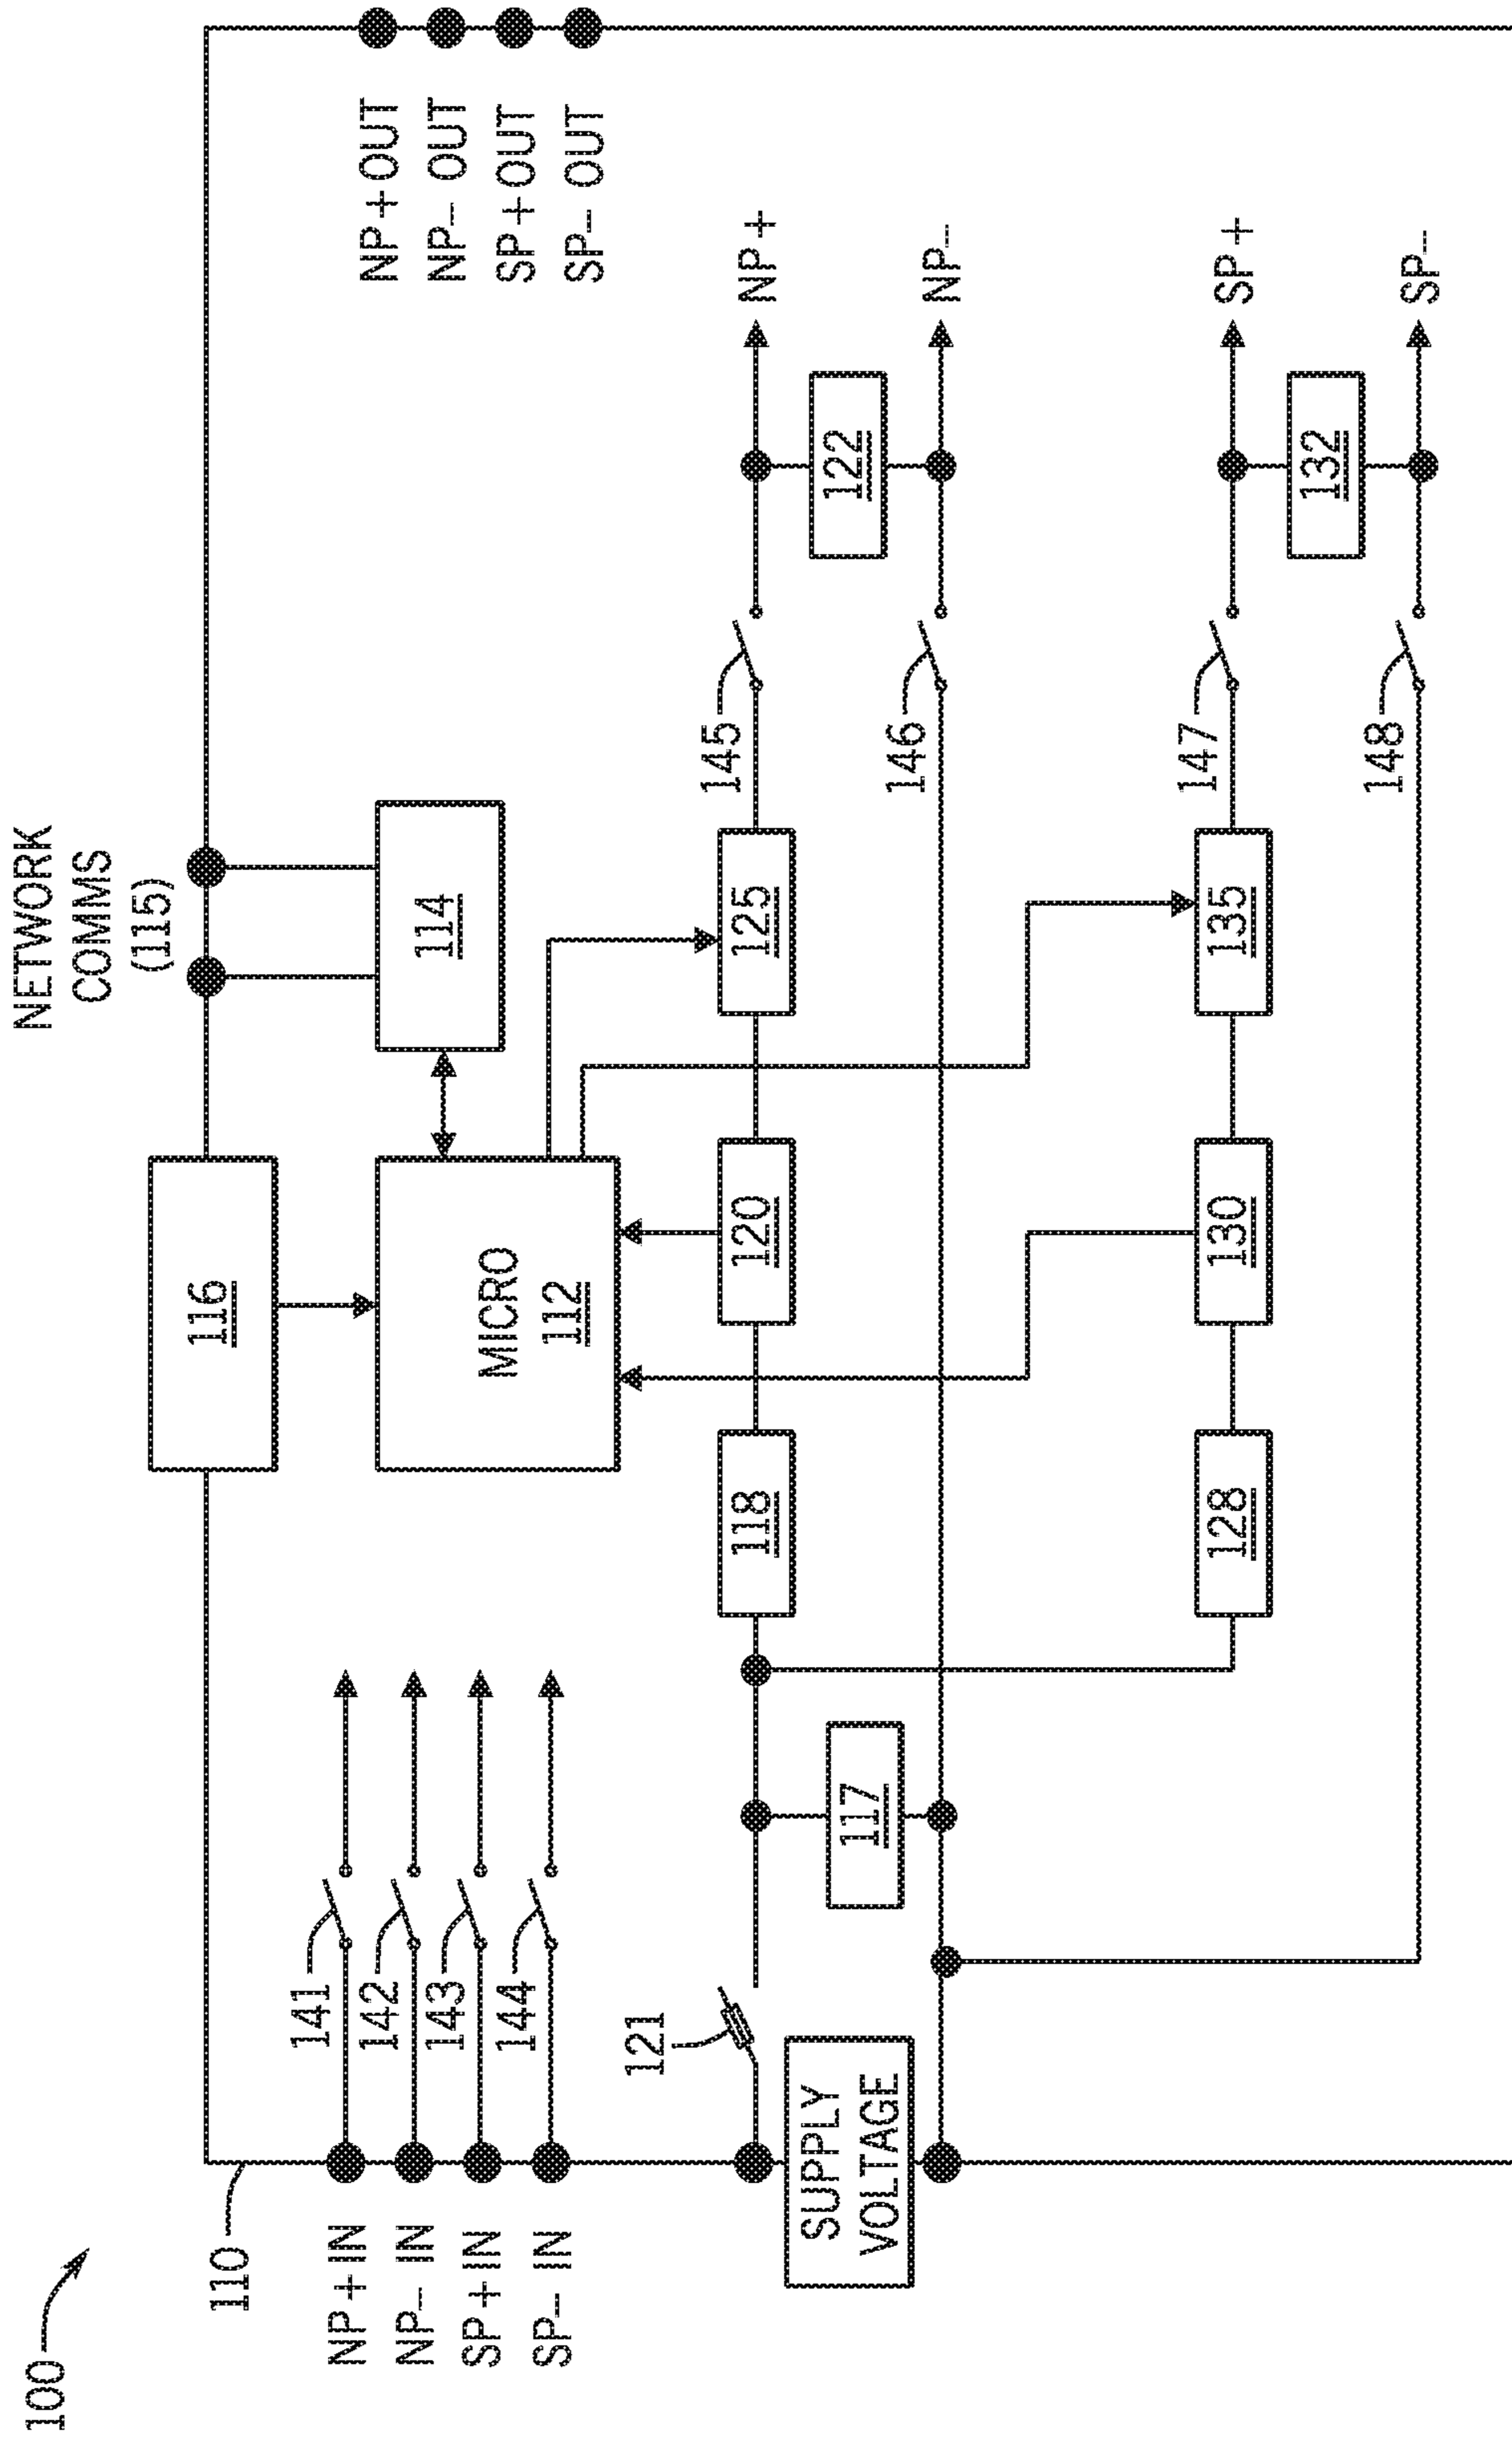 100
110
NETWORK
COMMS
(115)
116
114
MICRO
112
NP+ IN
NP- IN
SP+ IN
SP- IN
141
142
143
144
NP+ OUT
NP- OUT
SP+ OUT
SP- OUT
121
SUPPLY
VOLTAGE
117
118
120
125
145
122
NP+
146
NP-
128
130
135
147
132
SP+
148
SP-